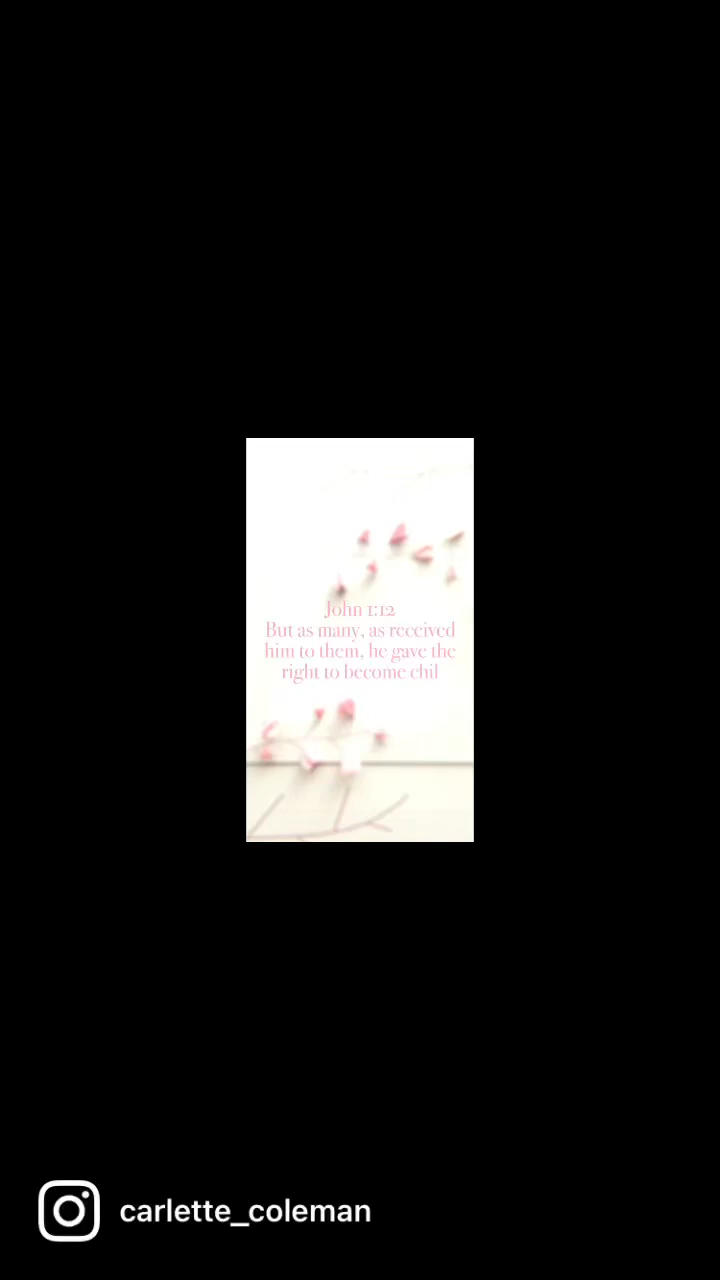 John 1:12
But as many, as received
him to them, he gave the
right to become chil
carlette_coleman